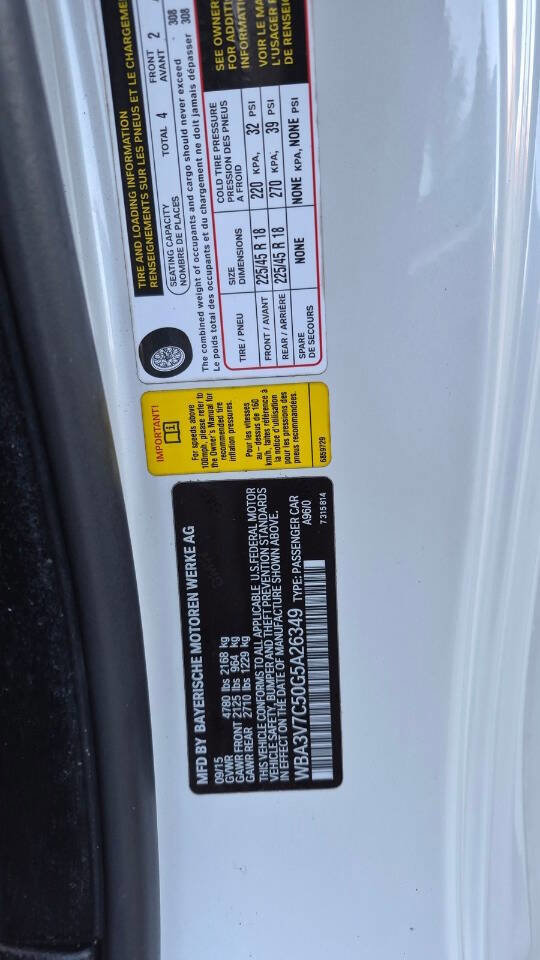 TIRE AND LOADING INFORMATION
RENSEIGNEMENTS SUR LES PNEUS ET LE CHARGEMENT
SEATING CAPACITY
NOMBRE DE PLACES
TOTAL 4
FRONT
AVANT 2
The combined weight of occupants and cargo should never exceed 308
Le poids total des occupants et du chargement ne doit jamais dépasser 308
TIRE / PNEU
SIZE
DIMENSIONS
COLD TIRE PRESSURE
PRESSION DES PNEUS
A FROID
FRONT / AVANT 225/45 R 18 220 KPA, 32 PSI
REAR / ARRIÈRE 225/45 R 18 270 KPA, 39 PSI
SPARE
DE SECOURS
NONE NONE KPA, NONE PSI
SEE OWNER
FOR ADDITI
INFORMATION
VOIR LE MA
L'USAGER
DE RENSEIG
IMPORTANT!
For speeds above
100mph, please refer to
the Owner's Manual for
recommended tire
inflation pressures.
Pour les vitesses
au - dessus de 160
km/h, faites référence à
la notice d'utilisation
pour les pressions des
pneus recommandées.
6859729
MFD BY BAYERISCHE MOTOREN WERKE AG
09/15
GVWR 4780 lbs 2168 kg
GAWR FRONT 2125 lbs 964 kg
GAWR REAR 2710 lbs 1229 kg
THIS VEHICLE CONFORMS TO ALL APPLICABLE U.S.FEDERAL MOTOR
VEHICLE SAFETY, BUMPER AND THEFT PREVENTION STANDARDS
IN EFFECT ON THE DATE OF MANUFACTURE SHOWN ABOVE.
WBA3V7C50G5A26349 TYPE: PASSENGER CAR
A96/0
7 315 814